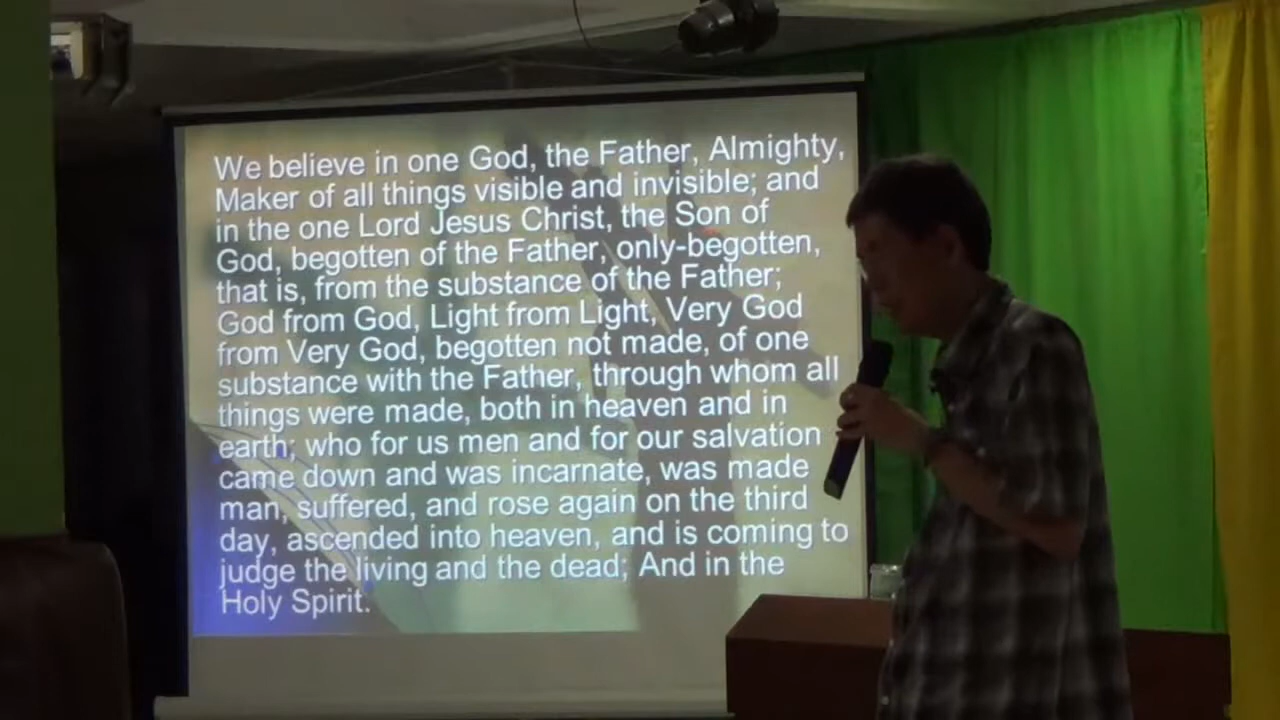 We believe in one God, the Father, Almighty,
Maker of all things visible and invisible; and
in the one Lord Jesus Christ, the Son of
God, begotten of the Father, only-begotten,
that is, from the substance of the Father;
God from God, Light from Light, Very God
from Very God, begotten not made, of one
substance with the Father, through whom all
things were made, both in heaven and in
earth; who for us men and for our salvation
came down and was incarnate, was made
man, suffered, and rose again on the third
day, ascended into heaven, and is coming to
judge the living and the dead; And in the
Holy Spirit.